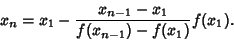 x_n = x_1 - \frac{x_{n-1} - x_1}{f(x_{n-1}) - f(x_1)} f(x_1).